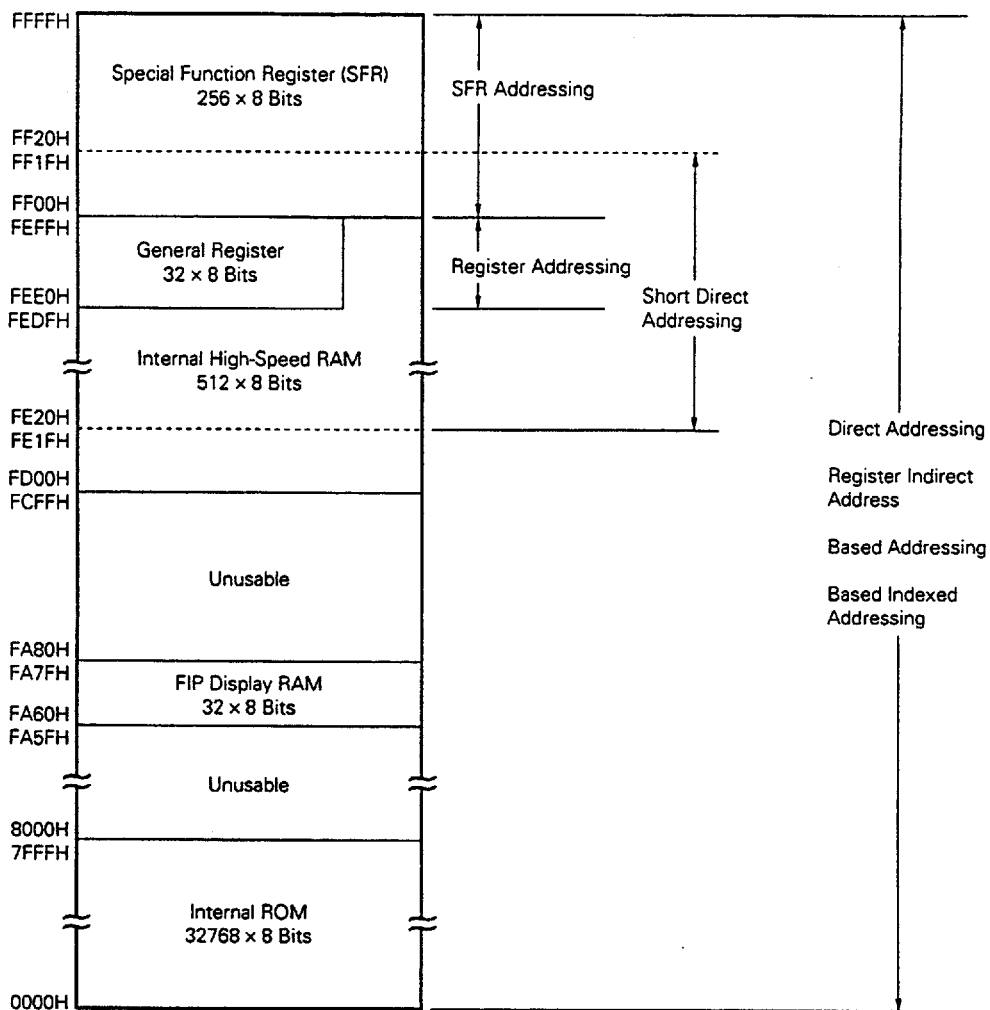 FFFFH
Special Function Register (SFR)
256 × 8 Bits
SFR Addressing
FF20H
FF1FH
FF00H
FEFFH
General Register
32 × 8 Bits
Register Addressing
FEE0H
FEDFH
Short Direct
Addressing
Internal High-Speed RAM
512 × 8 Bits
FE20H
FE1FH
Direct Addressing
Register Indirect
Address
Based Addressing
Based Indexed
Addressing
FD00H
FCFFH
Unusable
FA80H
FA7FH
FIP Display RAM
32 × 8 Bits
FA60H
FA5FH
Unusable
8000H
7FFFH
Internal ROM
32768 × 8 Bits
0000H